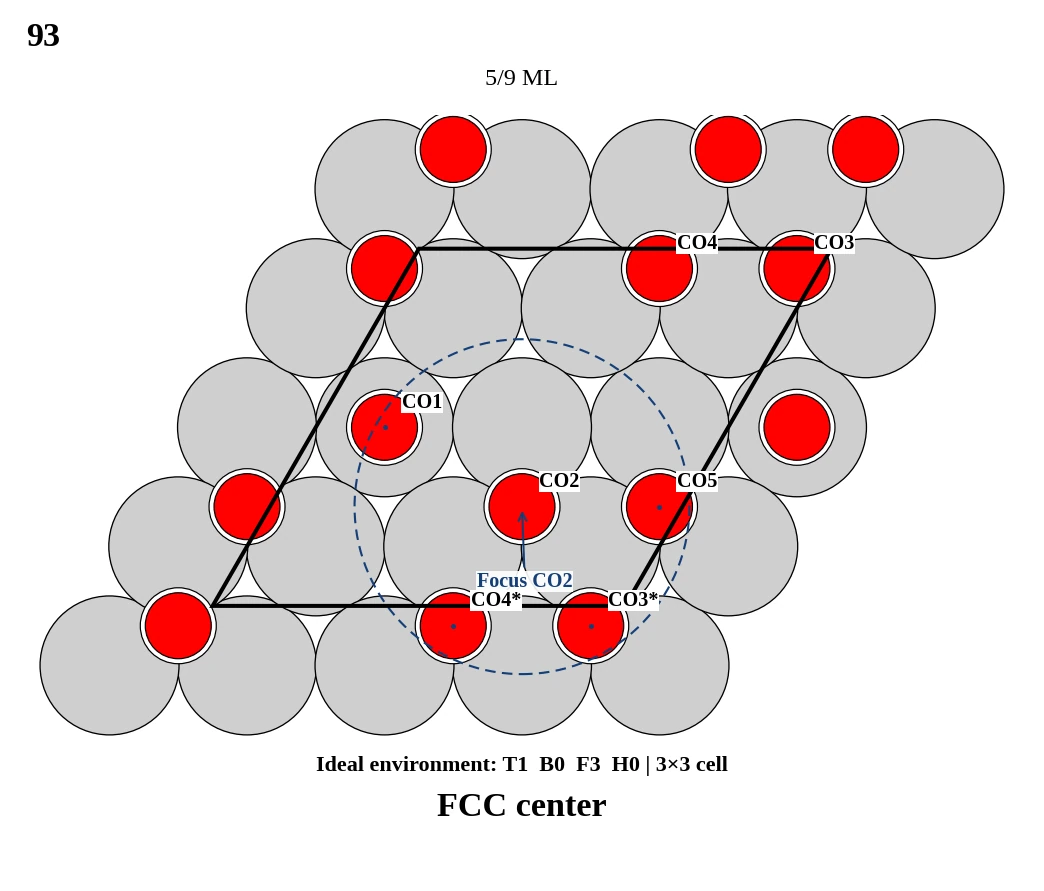 93
5/9 ML
CO4
CO3
CO1
CO2
CO5
Focus CO2
CO4*
CO3*
Ideal environment: T1 B0 F3 H0 | 3×3 cell
FCC center